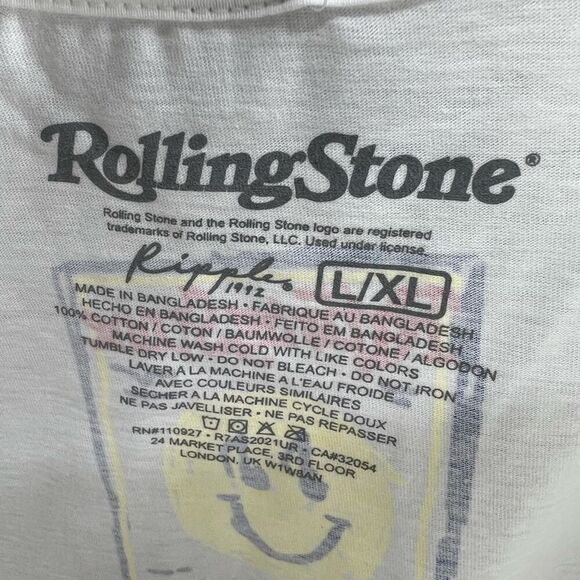 RollingStone®
Rolling Stone and the Rolling Stone logo are registered
trademarks of Rolling Stone, LLC. Used under license.
Ripple® L/XL
1992
MADE IN BANGLADESH • FABRIQUE AU BANGLADESH
HECHO EN BANGLADESH • FEITO EM BANGLADESH
100% COTTON / COTON / BAUMWOLLE / COTONE / ALGODON
MACHINE WASH COLD WITH LIKE COLORS
TUMBLE DRY LOW • DO NOT BLEACH • DO NOT IRON
LAVER A LA MACHINE A L'EAU FROIDE
AVEC COULEURS SIMILAIRES
SECHER A LA MACHINE CYCLE DOUX
NE PAS JAVELLISER • NE PAS REPASSER
RN#110927 • R7AS2021UR • CA#32054
24 MARKET PLACE, 3RD FLOOR
LONDON, UK W1W8AN